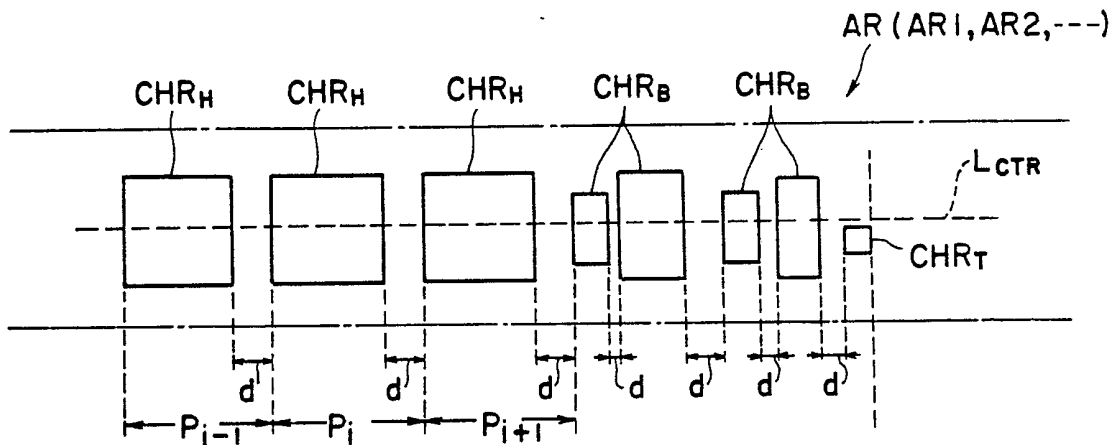 AR (AR1, AR2, ---)
CHRH CHRH CHRH CHRB CHRB
LCTR
CHRT
d d d d d d d
Pi-1 Pi Pi+1